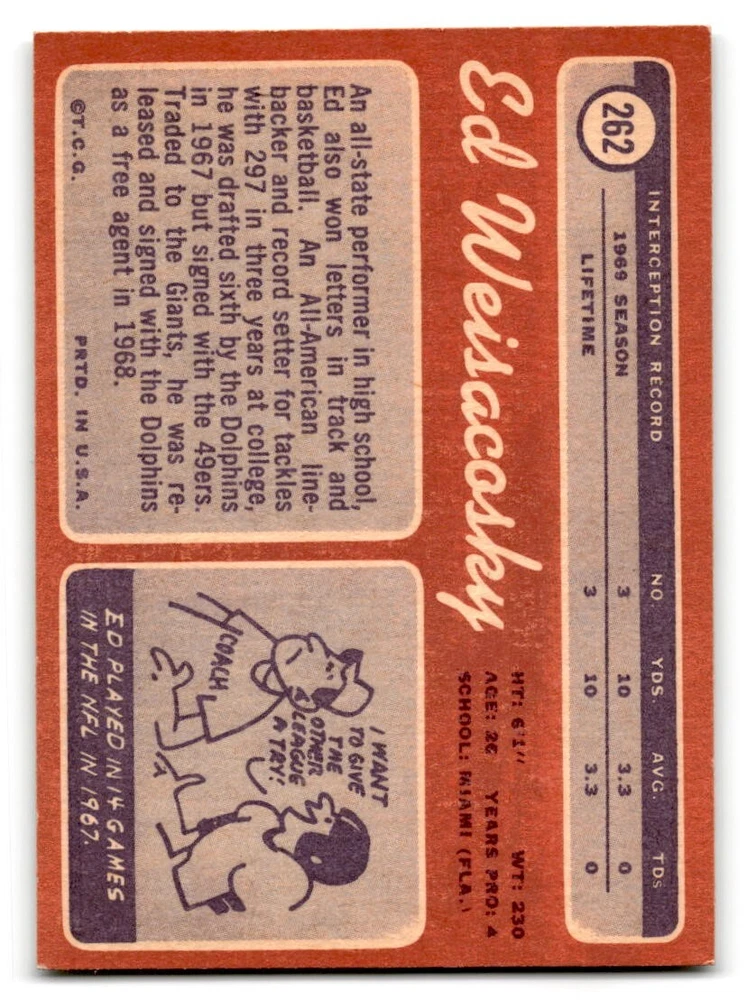 262
INTERCEPTION RECORD NO. YDS. AVG. TDS
1969 SEASON 3 10 3.3 0
LIFETIME 3 10 3.3 0
Ed Weisacosky
HT: 6'1" WT: 230
AGE: 26 YEARS PRO: 4
SCHOOL: MIAMI (FLA.)
An all-state performer in high school,
Ed also won letters in track and
basketball. An All-American line-
backer and record setter for tackles
with 297 in three years at college,
he was drafted sixth by the Dolphins
in 1967 but signed with the 49ers.
Traded to the Giants, he was re-
leased and signed with the Dolphins
as a free agent in 1968.
©T.C.G. PRTD. IN U.S.A.
I WANT
TO GIVE
THE
OTHER
LEAGUE
A TRY!
COACH
ED PLAYED IN 14 GAMES
IN THE NFL IN 1967.